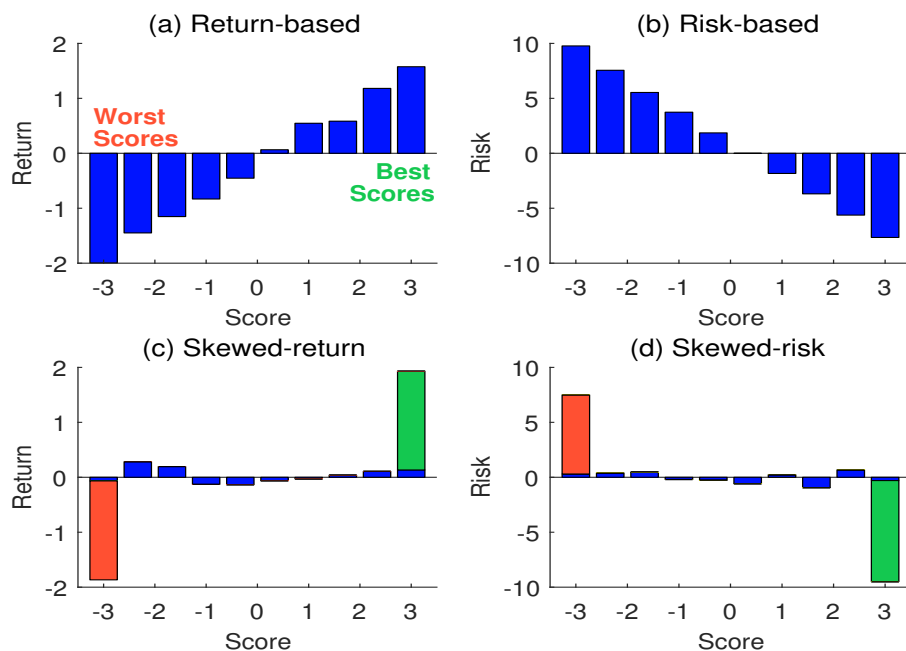 (a) Return-based
2
1
0
-1
-2
Return
Worst
Scores
Best
Scores
-3 -2 -1 0 1 2 3
Score
(b) Risk-based
10
5
0
-5
-10
Risk
-3 -2 -1 0 1 2 3
Score
(c) Skewed-return
2
1
0
-1
-2
Return
-3 -2 -1 0 1 2 3
Score
(d) Skewed-risk
10
5
0
-5
-10
Risk
-3 -2 -1 0 1 2 3
Score